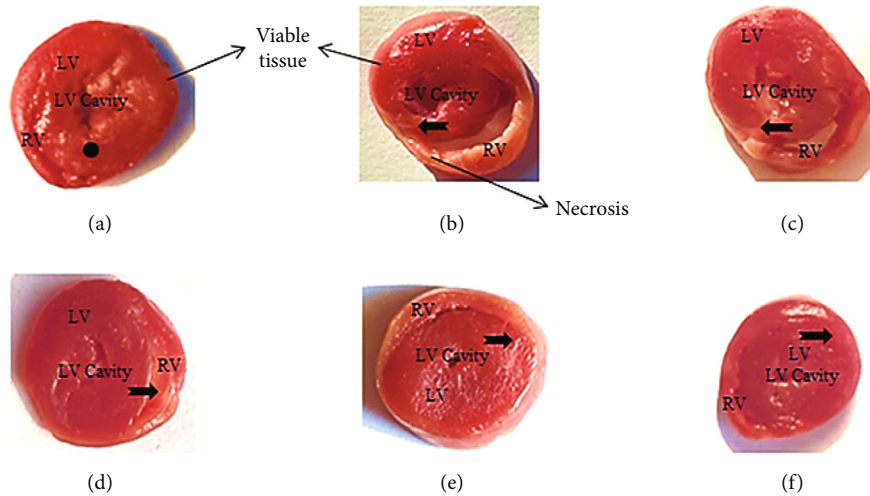 LV
LV Cavity
RV
Viable
tissue
LV
LV Cavity
RV
Necrosis
LV
LV Cavity
RV
(a)
(b)
(c)
LV
LV Cavity
RV
RV
LV Cavity
LV
LV
LV Cavity
RV
(d)
(e)
(f)